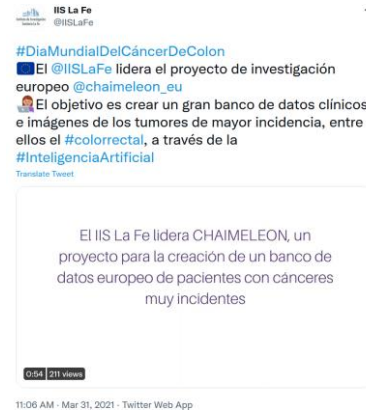 IIS La Fe
@IISLaFe
#DiaMundialDelCáncerDeColon
El @IISLaFe lidera el proyecto de investigación
europeo @chaimeleon_eu
El objetivo es crear un gran banco de datos clínicos
e imágenes de los tumores de mayor incidencia, entre
ellos el #colorrectal, a través de la
#InteligenciaArtificial
Translate Tweet
El IIS La Fe lidera CHAIMELEON, un
proyecto para la creación de un banco de
datos europeo de pacientes con cánceres
muy incidentes
0:54 211 views
11:06 AM · Mar 31, 2021 · Twitter Web App